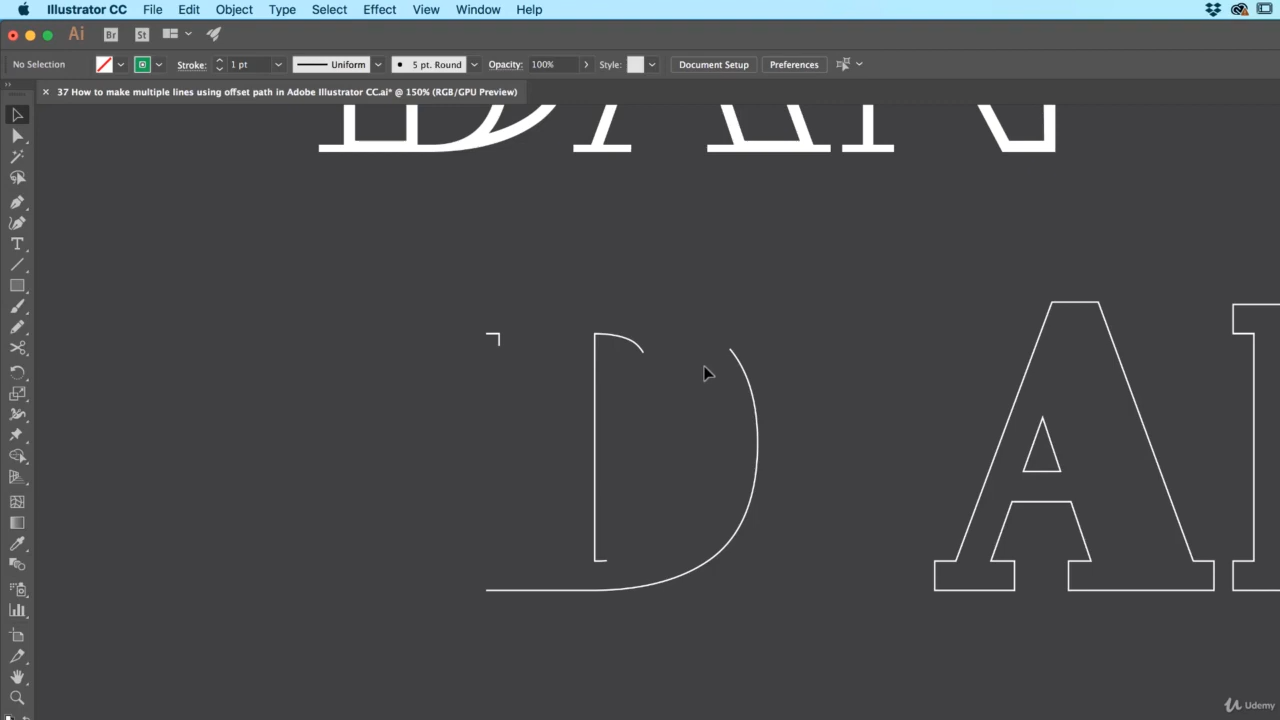 Illustrator CC File Edit Object Type Select Effect View Window Help
Ai Br St
No Selection Stroke: 1 pt Uniform 5 pt. Round Opacity: 100% Style: Document Setup Preferences
× 37 How to make multiple lines using offset path in Adobe Illustrator CC.ai* @ 150% (RGB/GPU Preview)
DAN
D A
Udemy